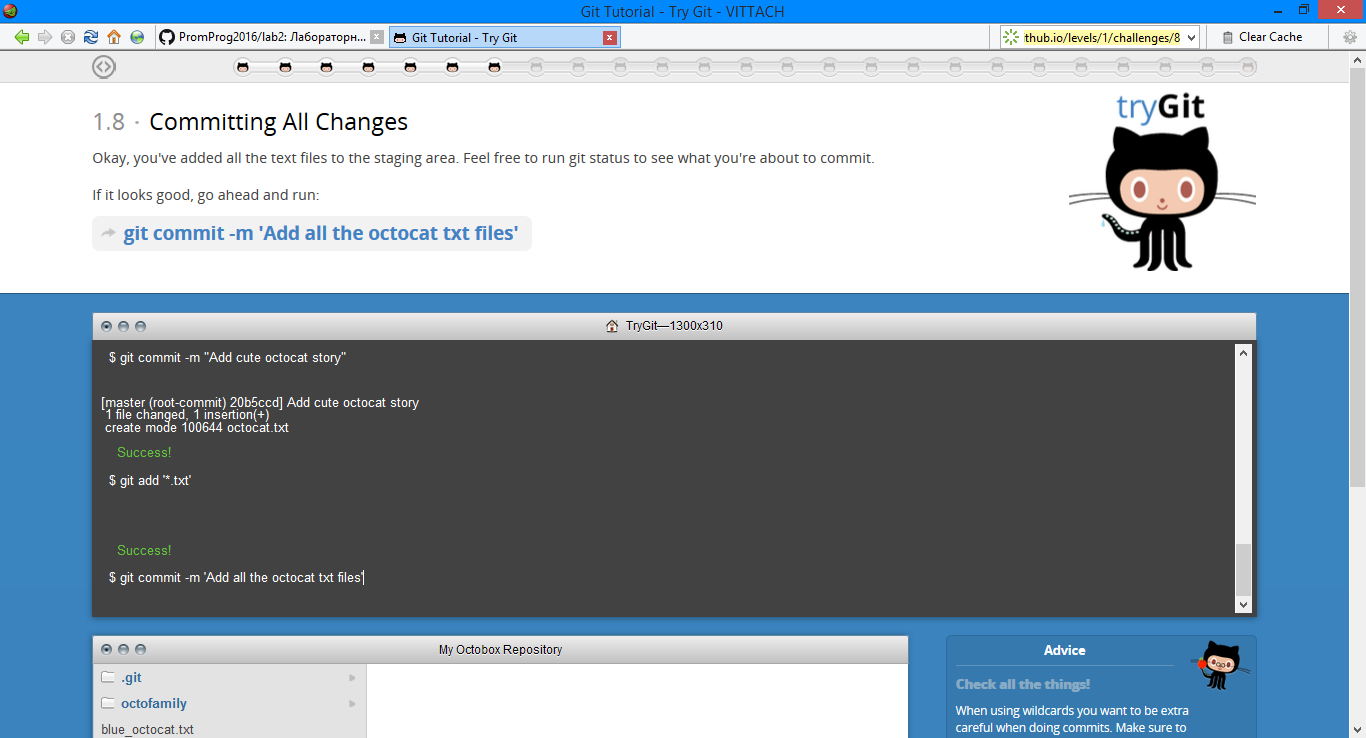 Git Tutorial - Try Git - VITTACH
PromProg2016/lab2: Лабораторн...
Git Tutorial - Try Git
thub.io/levels/1/challenges/8
Clear Cache
1.8 · Committing All Changes
tryGit
Okay, you've added all the text files to the staging area. Feel free to run git status to see what you're about to commit.
If it looks good, go ahead and run:
git commit -m 'Add all the octocat txt files'
TryGit—1300x310
$ git commit -m "Add cute octocat story"
[master (root-commit) 20b5ccd] Add cute octocat story
1 file changed, 1 insertion(+)
create mode 100644 octocat.txt
Success!
$ git add '*.txt'
Success!
$ git commit -m 'Add all the octocat txt files'
My Octobox Repository
.git
octofamily
blue_octocat.txt
Advice
Check all the things!
When using wildcards you want to be extra
careful when doing commits. Make sure to